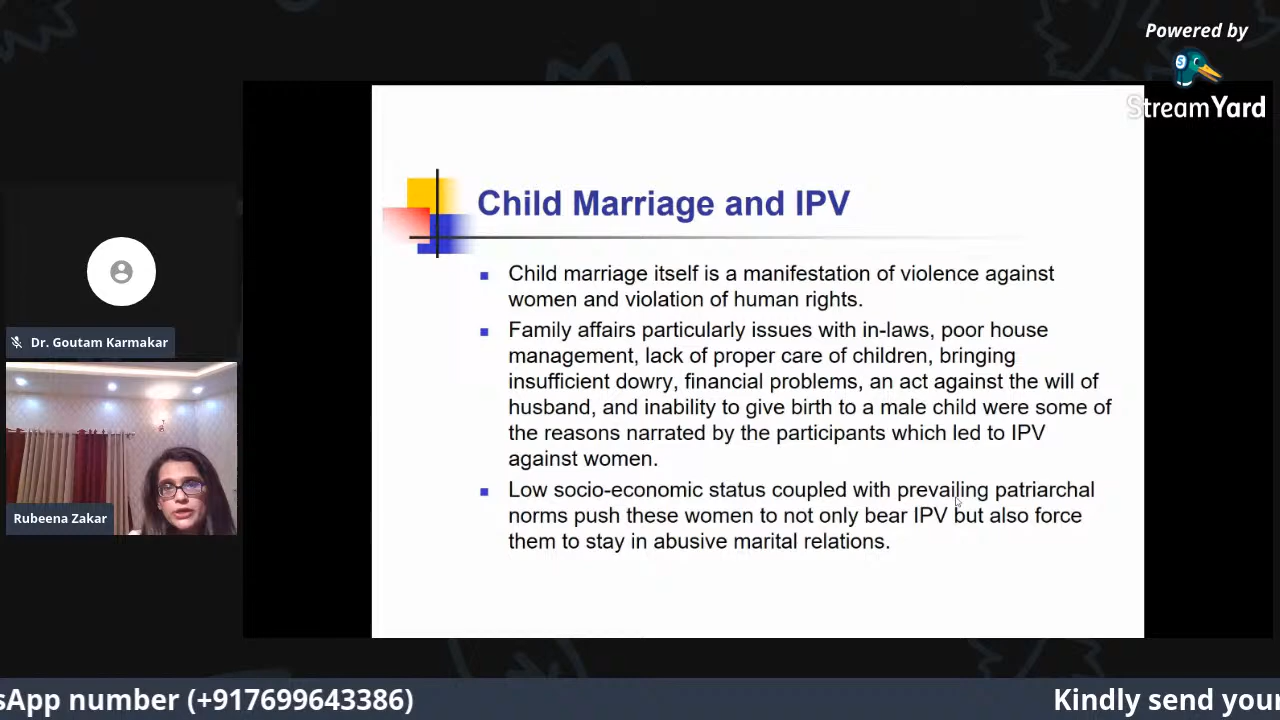 Powered by
StreamYard
Child Marriage and IPV
Child marriage itself is a manifestation of violence against
women and violation of human rights.
Family affairs particularly issues with in-laws, poor house
management, lack of proper care of children, bringing
insufficient dowry, financial problems, an act against the will of
husband, and inability to give birth to a male child were some of
the reasons narrated by the participants which led to IPV
against women.
Low socio-economic status coupled with prevailing patriarchal
norms push these women to not only bear IPV but also force
them to stay in abusive marital relations.
Dr. Goutam Karmakar
Rubeena Zakar
sApp number (+917699643386)
Kindly send your